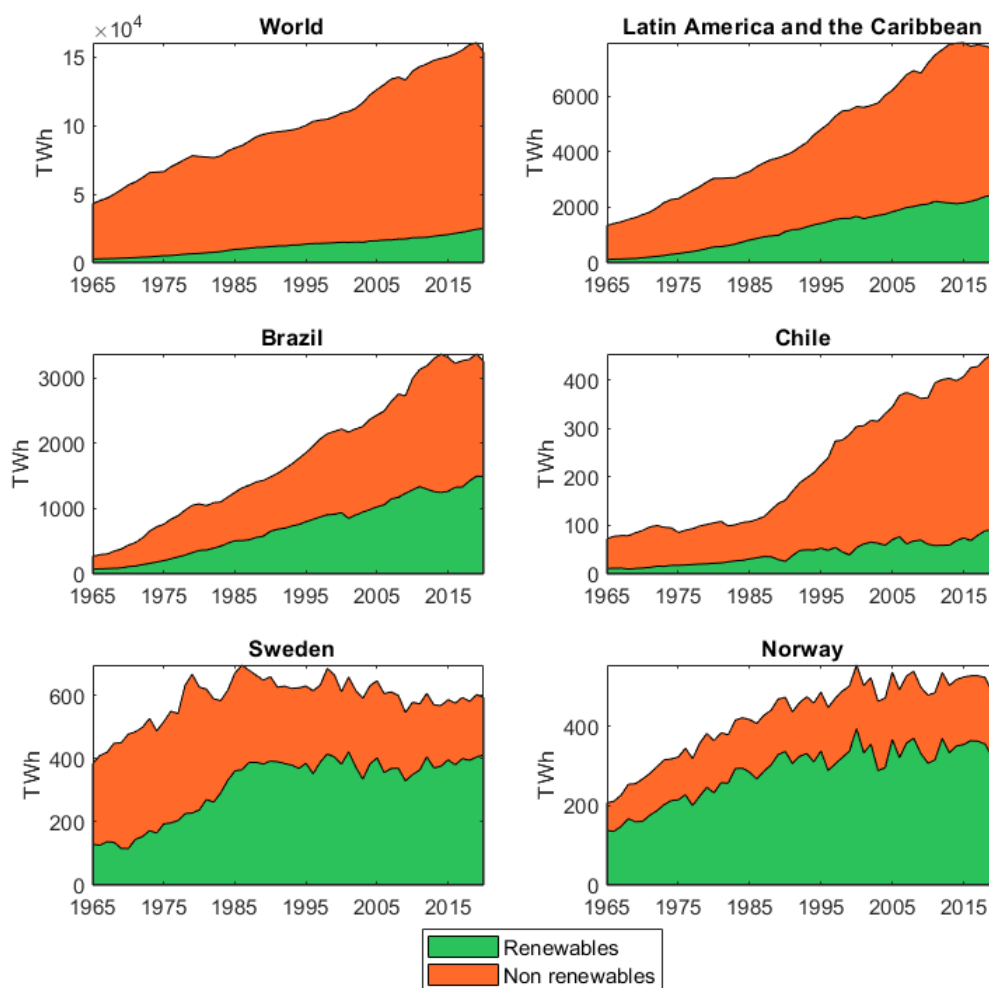 World
×10⁴
TWh
15
10
5
0
1965 1975 1985 1995 2005 2015
Latin America and the Caribbean
TWh
6000
4000
2000
0
1965 1975 1985 1995 2005 2015
Brazil
TWh
3000
2000
1000
0
1965 1975 1985 1995 2005 2015
Chile
TWh
400
300
200
100
0
1965 1975 1985 1995 2005 2015
Sweden
TWh
600
400
200
0
1965 1975 1985 1995 2005 2015
Norway
TWh
400
200
0
1965 1975 1985 1995 2005 2015
Renewables
Non renewables